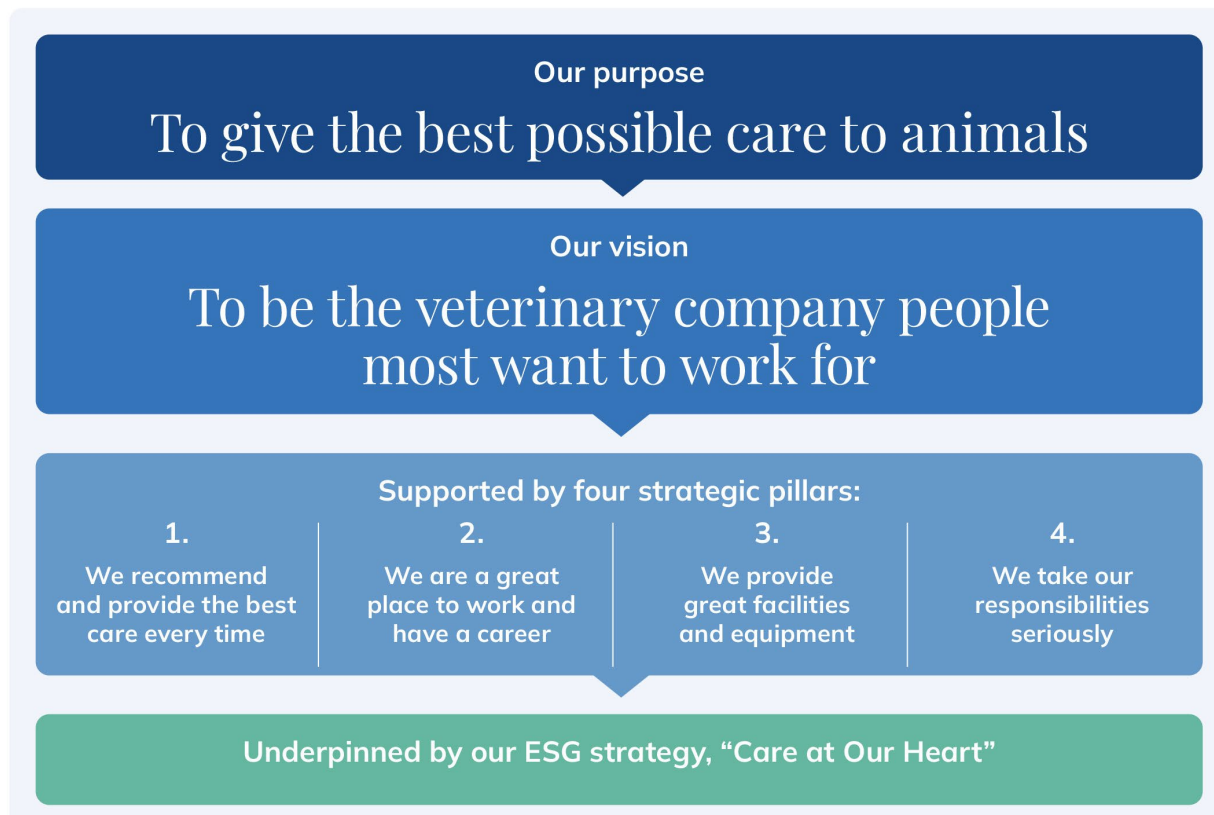 Our purpose
To give the best possible care to animals
Our vision
To be the veterinary company people
most want to work for
Supported by four strategic pillars:
1.
We recommend
and provide the best
care every time
2.
We are a great
place to work and
have a career
3.
We provide
great facilities
and equipment
4.
We take our
responsibilities
seriously
Underpinned by our ESG strategy, “Care at Our Heart”